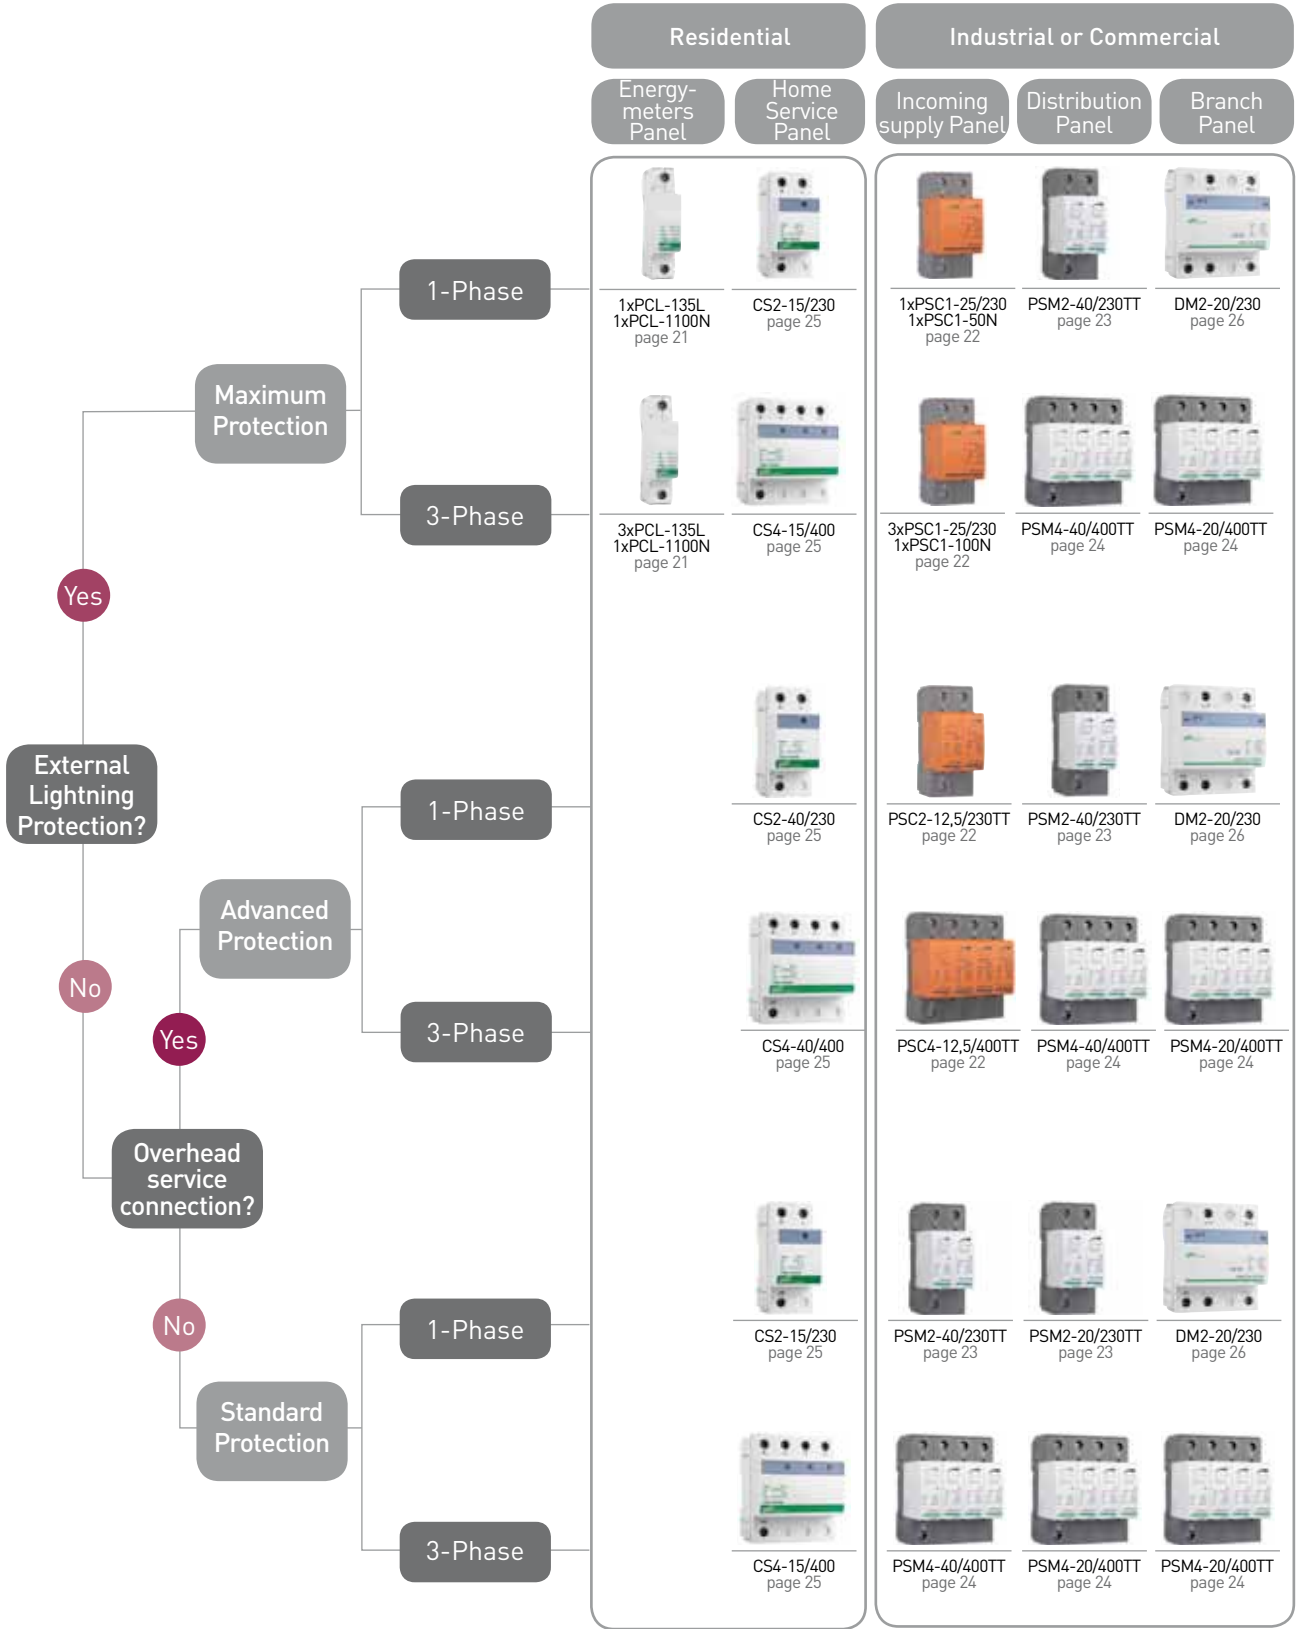 Residential
Industrial or Commercial
Energy-
meters
Panel
Home
Service
Panel
Incoming
supply Panel
Distribution
Panel
Branch
Panel
1-Phase
1xPCL-135L
1xPCL-1100N
page 21
CS2-15/230
page 25
1xPSC1-25/230
1xPSC1-50N
page 22
PSM2-40/230TT
page 23
DM2-20/230
page 26
Maximum
Protection
3-Phase
3xPCL-135L
1xPCL-1100N
page 21
CS4-15/400
page 25
3xPSC1-25/230
1xPSC1-100N
page 22
PSM4-40/400TT
page 24
PSM4-20/400TT
page 24
Yes
External
Lightning
Protection?
1-Phase
CS2-40/230
page 25
PSC2-12,5/230TT
page 22
PSM2-40/230TT
page 23
DM2-20/230
page 26
Advanced
Protection
No
Yes
3-Phase
CS4-40/400
page 25
PSC4-12,5/400TT
page 22
PSM4-40/400TT
page 24
PSM4-20/400TT
page 24
Overhead
service
connection?
No
1-Phase
CS2-15/230
page 25
PSM2-40/230TT
page 23
PSM2-20/230TT
page 23
DM2-20/230
page 26
Standard
Protection
3-Phase
CS4-15/400
page 25
PSM4-40/400TT
page 24
PSM4-20/400TT
page 24
PSM4-20/400TT
page 24